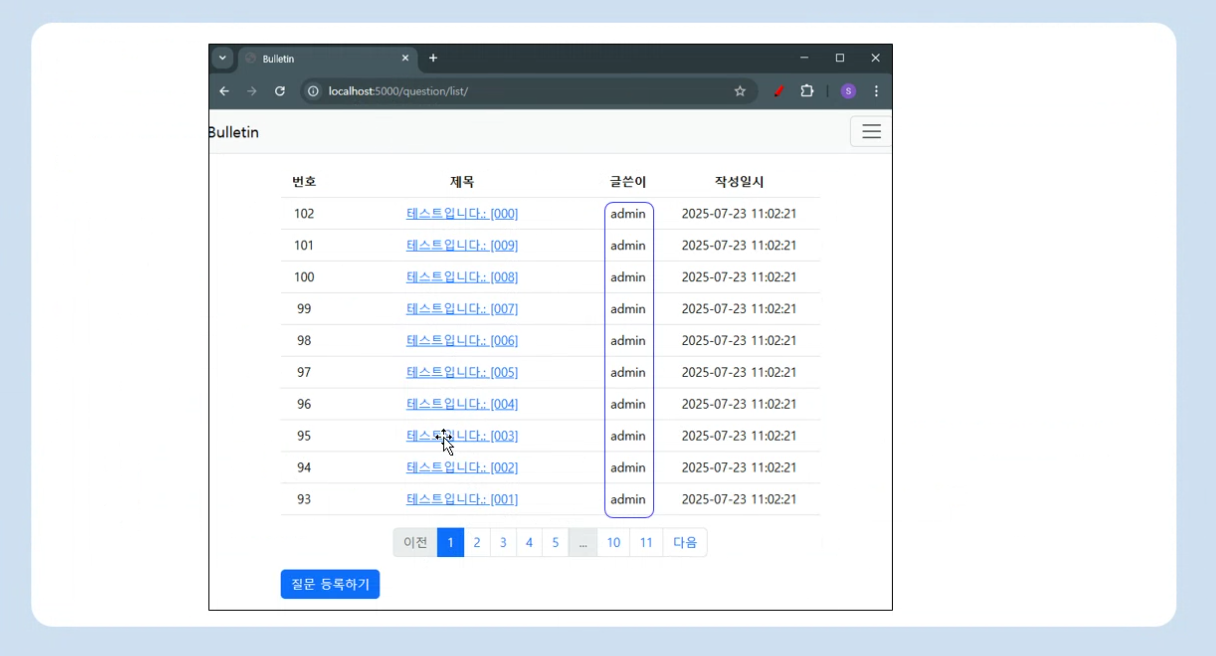 Bulletin
localhost:5000/question/list/
S
Bulletin
번호 제목 글쓴이 작성일시
102 테스트입니다.: [000] admin 2025-07-23 11:02:21
101 테스트입니다.: [009] admin 2025-07-23 11:02:21
100 테스트입니다.: [008] admin 2025-07-23 11:02:21
99 테스트입니다.: [007] admin 2025-07-23 11:02:21
98 테스트입니다.: [006] admin 2025-07-23 11:02:21
97 테스트입니다.: [005] admin 2025-07-23 11:02:21
96 테스트입니다.: [004] admin 2025-07-23 11:02:21
95 테스트입니다.: [003] admin 2025-07-23 11:02:21
94 테스트입니다.: [002] admin 2025-07-23 11:02:21
93 테스트입니다.: [001] admin 2025-07-23 11:02:21
이전 1 2 3 4 5 ... 10 11 다음
질문 등록하기